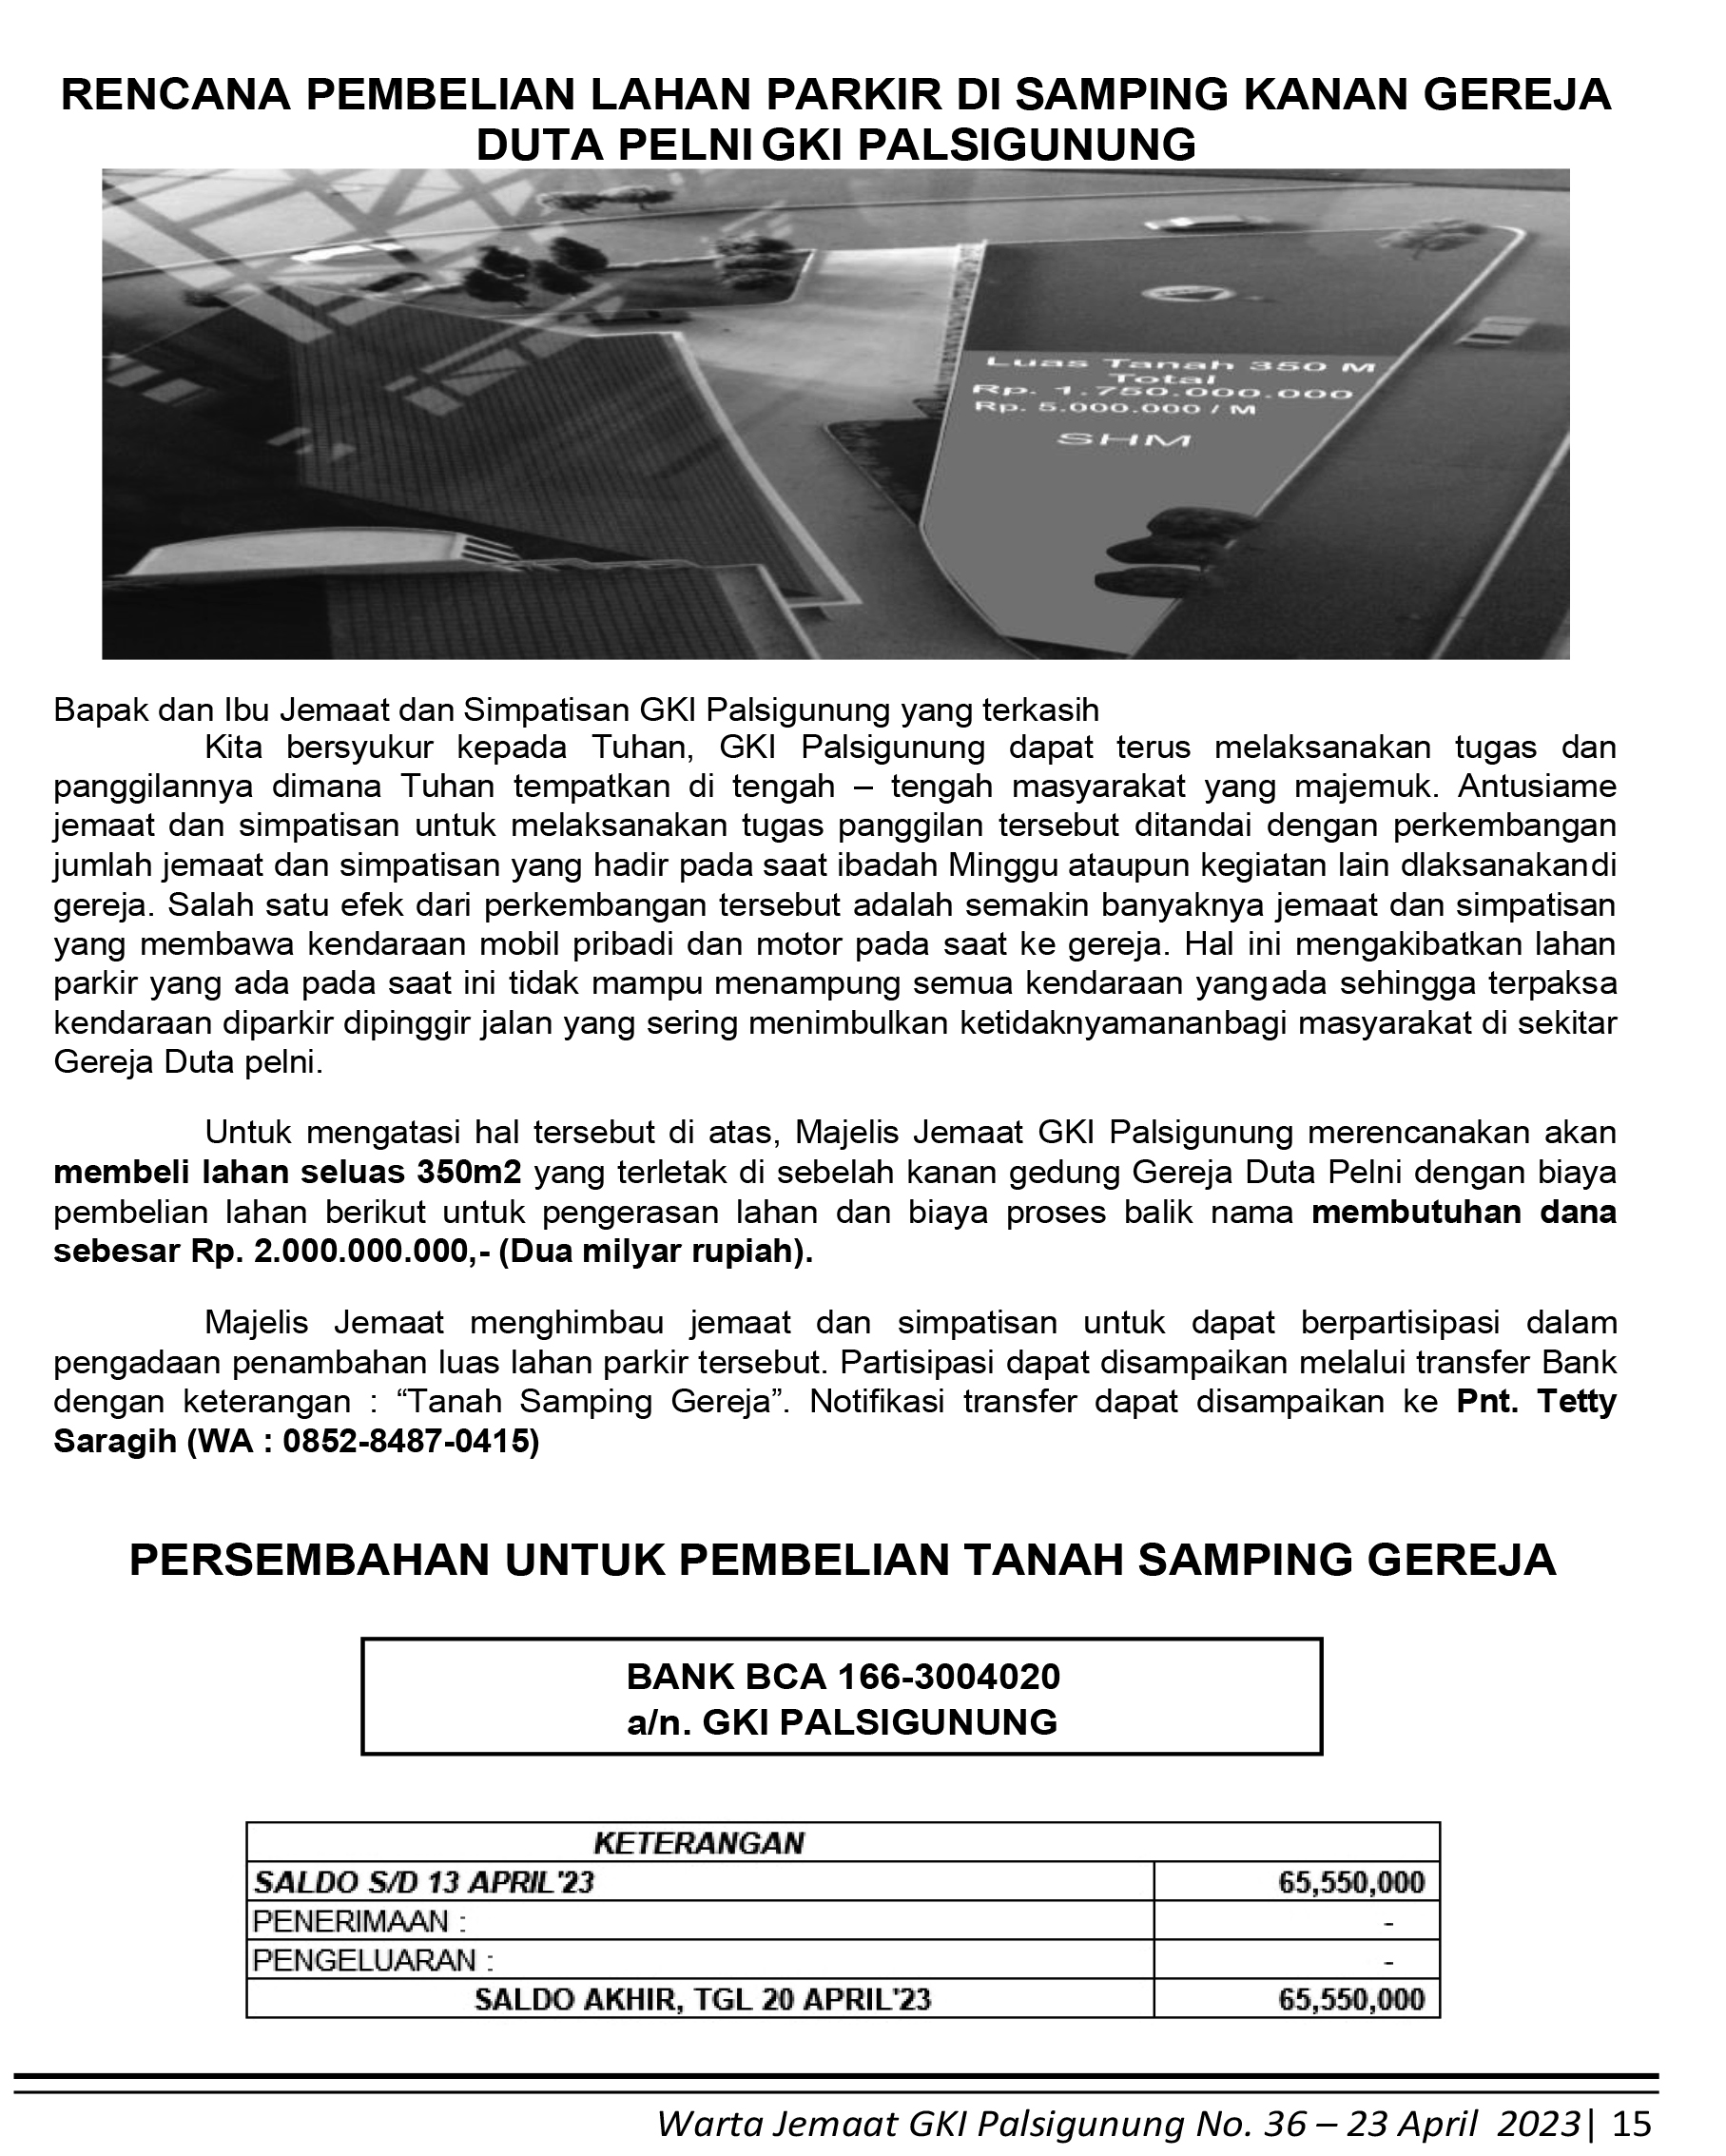 RENCANA PEMBELIAN LAHAN PARKIR DI SAMPING KANAN GEREJA
DUTA PELNI GKI PALSIGUNUNG
Luas Tanah 350 M
Total
Rp. 1.750.000.000
Rp. 5.000.000 / M
SHM
Bapak dan Ibu Jemaat dan Simpatisan GKI Palsigunung yang terkasih
Kita bersyukur kepada Tuhan, GKI Palsigunung dapat terus melaksanakan tugas dan
panggilannya dimana Tuhan tempatkan di tengah – tengah masyarakat yang majemuk. Antusiame
jemaat dan simpatisan untuk melaksanakan tugas panggilan tersebut ditandai dengan perkembangan
jumlah jemaat dan simpatisan yang hadir pada saat ibadah Minggu ataupun kegiatan lain dlaksanakandi
gereja. Salah satu efek dari perkembangan tersebut adalah semakin banyaknya jemaat dan simpatisan
yang membawa kendaraan mobil pribadi dan motor pada saat ke gereja. Hal ini mengakibatkan lahan
parkir yang ada pada saat ini tidak mampu menampung semua kendaraan yangada sehingga terpaksa
kendaraan diparkir dipinggir jalan yang sering menimbulkan ketidaknyamananbagi masyarakat di sekitar
Gereja Duta pelni.
Untuk mengatasi hal tersebut di atas, Majelis Jemaat GKI Palsigunung merencanakan akan
membeli lahan seluas 350m2 yang terletak di sebelah kanan gedung Gereja Duta Pelni dengan biaya
pembelian lahan berikut untuk pengerasan lahan dan biaya proses balik nama membutuhan dana
sebesar Rp. 2.000.000.000,- (Dua milyar rupiah).
Majelis Jemaat menghimbau jemaat dan simpatisan untuk dapat berpartisipasi dalam
pengadaan penambahan luas lahan parkir tersebut. Partisipasi dapat disampaikan melalui transfer Bank
dengan keterangan : “Tanah Samping Gereja”. Notifikasi transfer dapat disampaikan ke Pnt. Tetty
Saragih (WA : 0852-8487-0415)
PERSEMBAHAN UNTUK PEMBELIAN TANAH SAMPING GEREJA
BANK BCA 166-3004020
a/n. GKI PALSIGUNUNG
KETERANGAN
SALDO S/D 13 APRIL'23 65,550,000
PENERIMAAN : -
PENGELUARAN : -
SALDO AKHIR, TGL 20 APRIL'23 65,550,000
Warta Jemaat GKI Palsigunung No. 36 – 23 April 2023| 15